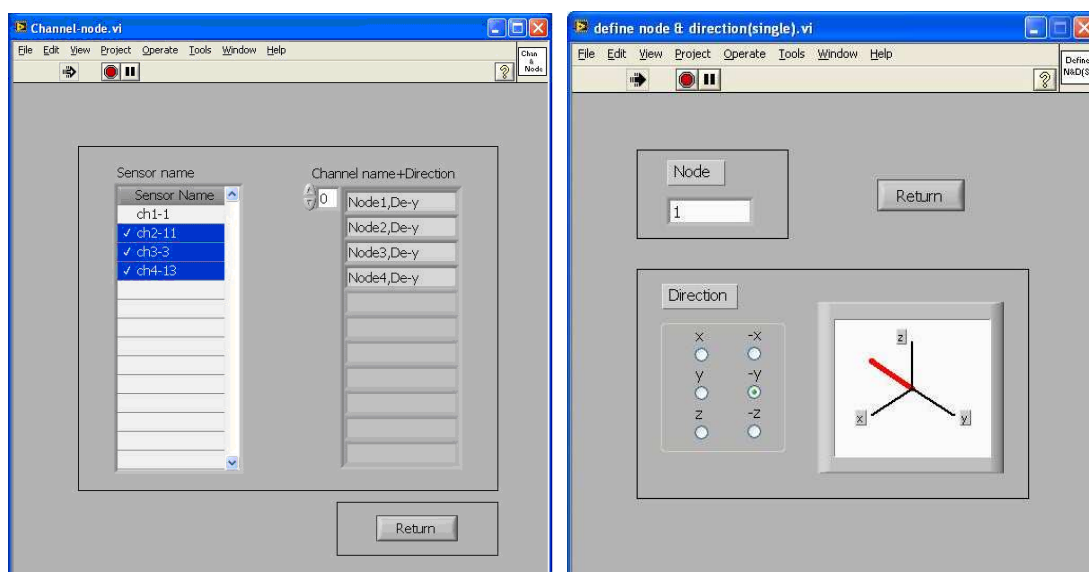 Channel-node.vi
File Edit View Project Operate Tools Window Help
Chan
&
Node
?
Sensor name
Sensor Name
ch1-1
✓ ch2-11
✓ ch3-3
✓ ch4-13
Channel name+Direction
0
Node1,De-y
Node2,De-y
Node3,De-y
Node4,De-y
Return
define node & direction(single).vi
File Edit View Project Operate Tools Window Help
Define
N&D(S
?
Node
1
Return
Direction
x -x
y -y
z -z
z
x
y